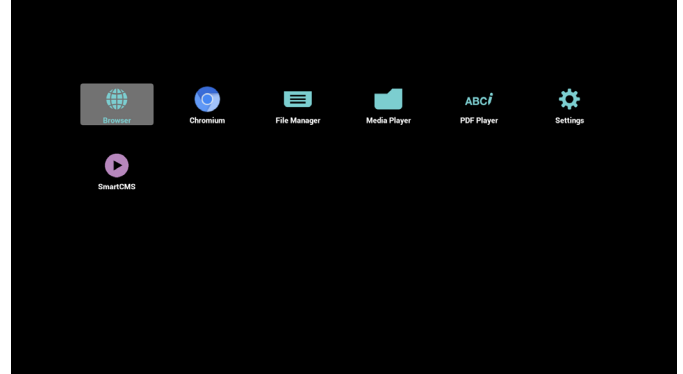 Browser
Chromium
File Manager
Media Player
ABCi
PDF Player
Settings
SmartCMS